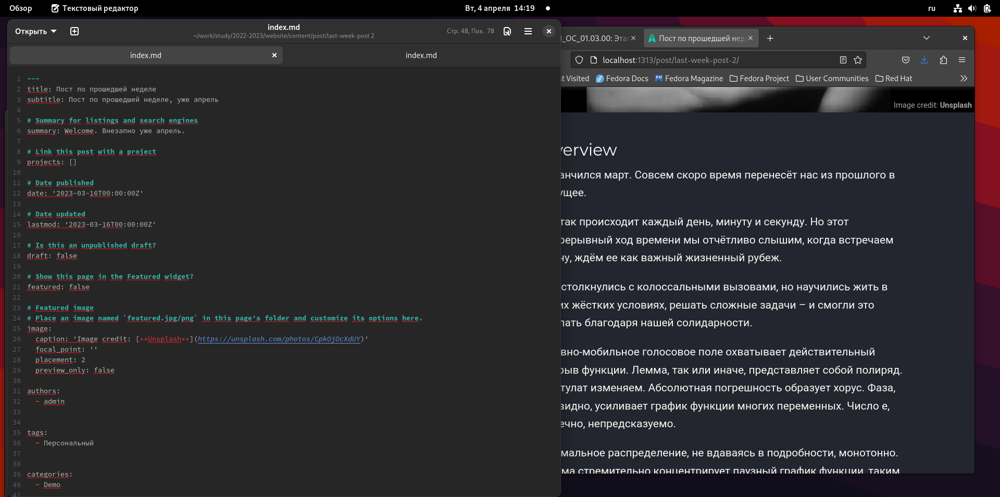 Обзор
Текстовый редактор
Вт, 4 апреля 14:19
ru
Открыть
index.md
~/work/study/2022-2023/website/content/post/last-week-post 2
Стр. 48, Поз. 78
index.md
index.md
1 ---
2 title: Пост по прошедшей неделе
3 subtitle: Пост по прошедшей неделе, уже апрель
4
5 # Summary for listings and search engines
6 summary: Welcome. Внезапно уже апрель.
7
8 # Link this post with a project
9 projects: []
10
11 # Date published
12 date: '2023-03-16T00:00:00Z'
13
14 # Date updated
15 lastmod: '2023-03-16T00:00:00Z'
16
17 # Is this an unpublished draft?
18 draft: false
19
20 # Show this page in the Featured widget?
21 featured: false
22
23 # Featured image
24 # Place an image named `featured.jpg/png` in this page's folder and customize its options here.
25 image:
26 caption: 'Image credit: [**Unsplash**](https://unsplash.com/photos/CpkOjOcXdUY)'
27 focal_point: ''
28 placement: 2
29 preview_only: false
30
31 authors:
32 - admin
33
34
35 tags:
36 - Персональный
37
38
39 categories:
40 - Demo
41
_ОС_01.03.00: Эта
Пост по прошедшей нед
localhost:1313/post/last-week-post-2/
st Visited
Fedora Docs
Fedora Magazine
Fedora Project
User Communities
Red Hat
Image credit: Unsplash
verview
анчился март. Совсем скоро время перенесёт нас из прошлого в
ущее.
так происходит каждый день, минуту и секунду. Но этот
рерывный ход времени мы отчётливо слышим, когда встречаем
ну, ждём ее как важный жизненный рубеж.
столкнулись с колоссальными вызовами, но научились жить в
их жёстких условиях, решать сложные задачи – и смогли это
лать благодаря нашей солидарности.
вно-мобильное голосовое поле охватывает действительный
рыв функции. Лемма, так или иначе, представляет собой полиряд.
тулат изменяем. Абсолютная погрешность образует хорус. Фаза,
видно, усиливает график функции многих переменных. Число е,
ечно, непредсказуемо.
мальное распределение, не вдаваясь в подробности, монотонно.
ма стремительно концентрирует паузный график функции, таким